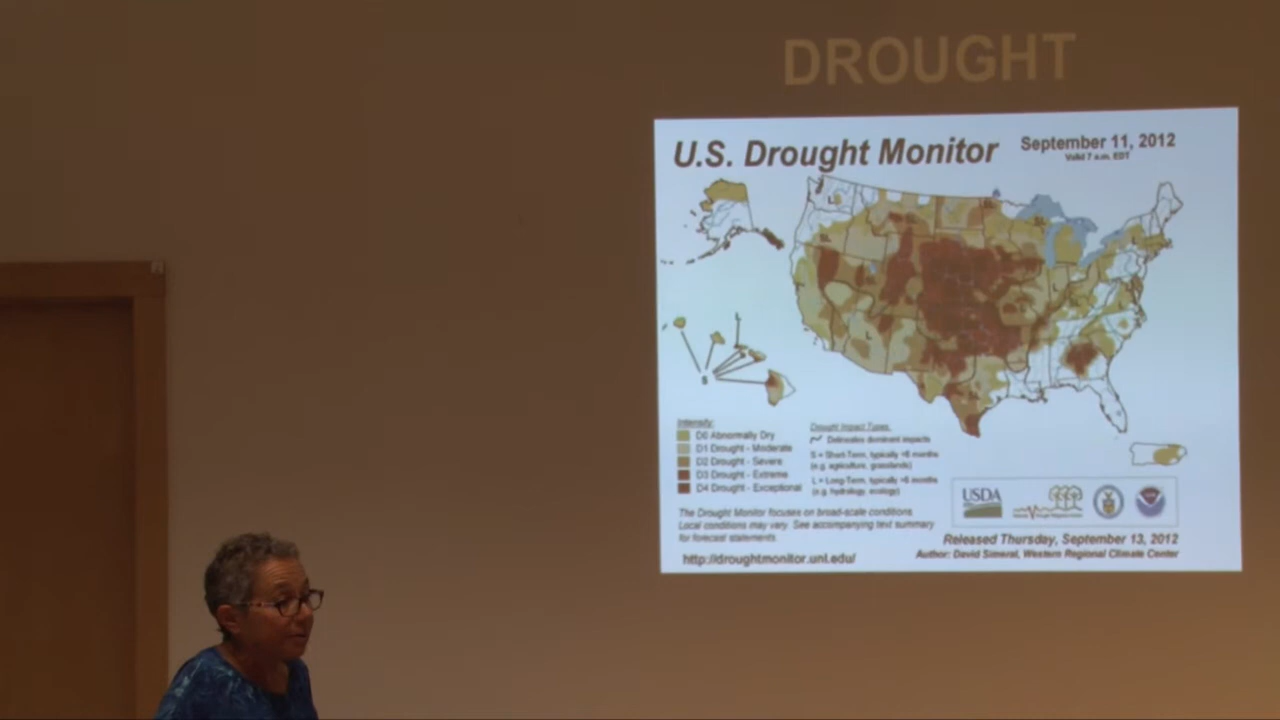 DROUGHT
U.S. Drought Monitor
September 11, 2012
Valid 7 a.m. EDT
Intensity:
D0 Abnormally Dry
D1 Drought - Moderate
D2 Drought - Severe
D3 Drought - Extreme
D4 Drought - Exceptional
Drought Impact Types:
Delineates dominant impacts
S = Short-Term, typically <6 months
(e.g. agriculture, grasslands)
L = Long-Term, typically >6 months
(e.g. hydrology, ecology)
The Drought Monitor focuses on broad-scale conditions.
Local conditions may vary. See accompanying text summary
for forecast statements.
http://droughtmonitor.unl.edu/
USDA
Released Thursday, September 13, 2012
Author: David Simeral, Western Regional Climate Center